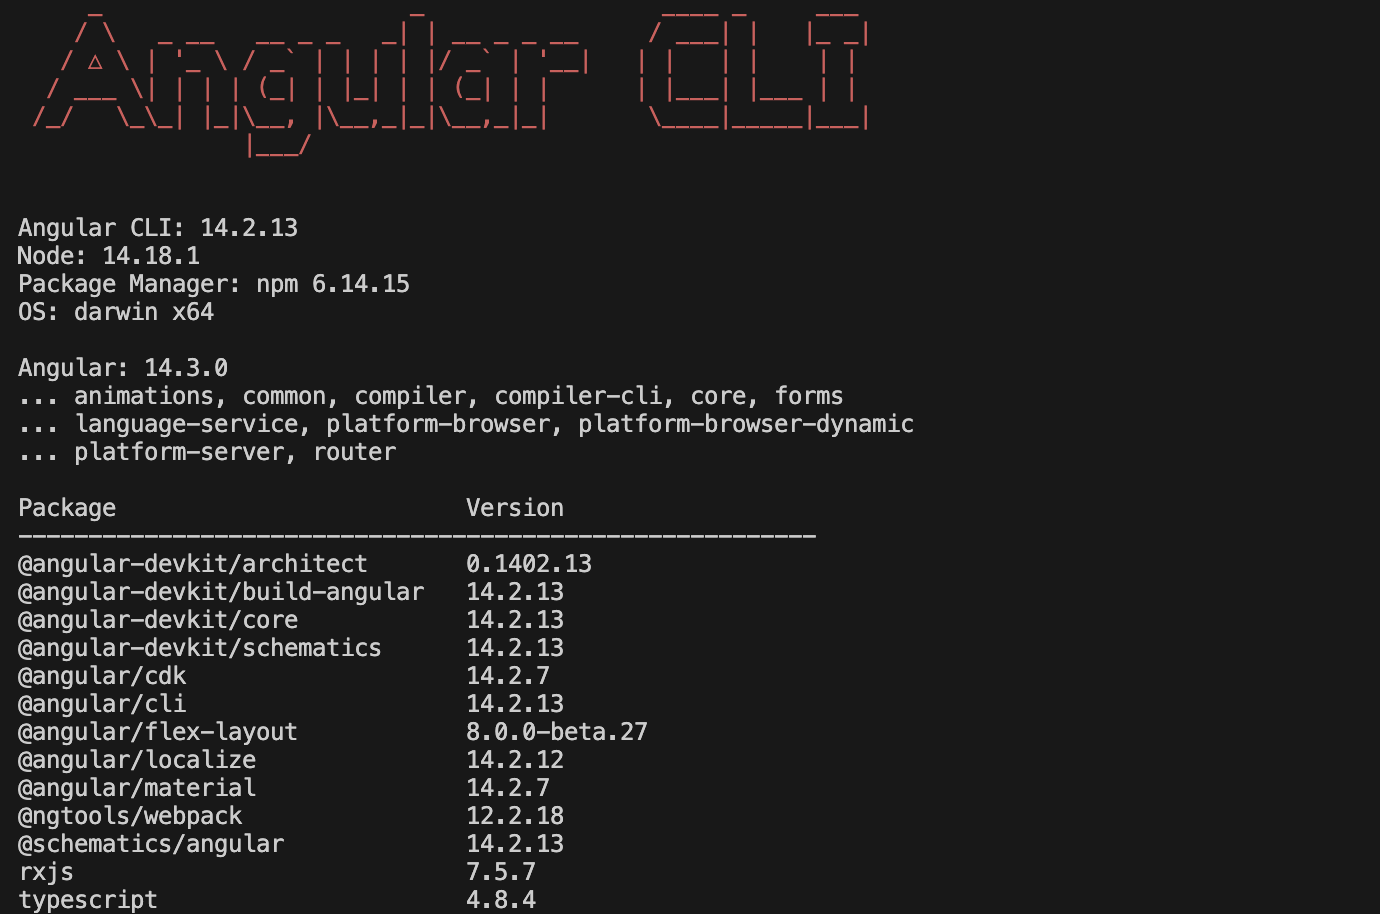 Angular CLI
Angular CLI: 14.2.13
Node: 14.18.1
Package Manager: npm 6.14.15
OS: darwin x64
Angular: 14.3.0
... animations, common, compiler, compiler-cli, core, forms
... language-service, platform-browser, platform-browser-dynamic
... platform-server, router
Package Version
---------------------------------------------------------
@angular-devkit/architect 0.1402.13
@angular-devkit/build-angular 14.2.13
@angular-devkit/core 14.2.13
@angular-devkit/schematics 14.2.13
@angular/cdk 14.2.7
@angular/cli 14.2.13
@angular/flex-layout 8.0.0-beta.27
@angular/localize 14.2.12
@angular/material 14.2.7
@ngtools/webpack 12.2.18
@schematics/angular 14.2.13
rxjs 7.5.7
typescript 4.8.4